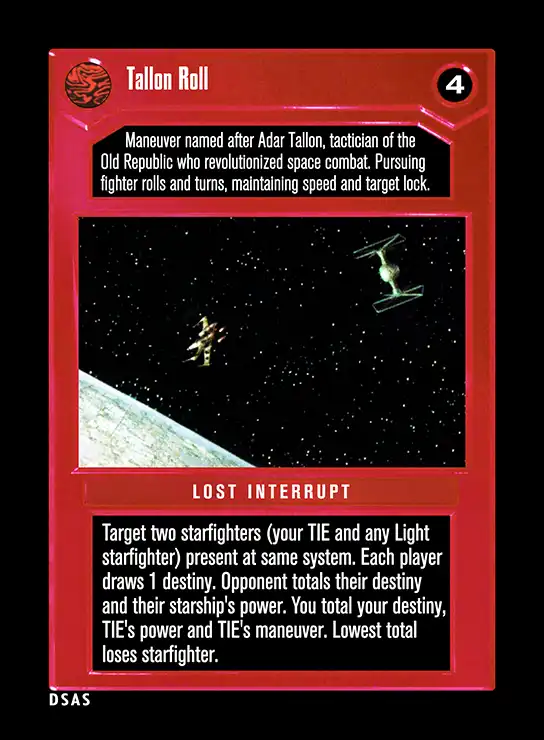 Tallon Roll
4
Maneuver named after Adar Tallon, tactician of the
Old Republic who revolutionized space combat. Pursuing
fighter rolls and turns, maintaining speed and target lock.
LOST INTERRUPT
Target two starfighters (your TIE and any Light
starfighter) present at same system. Each player
draws 1 destiny. Opponent totals their destiny
and their starship's power. You total your destiny,
TIE's power and TIE's maneuver. Lowest total
loses starfighter.
DSAS